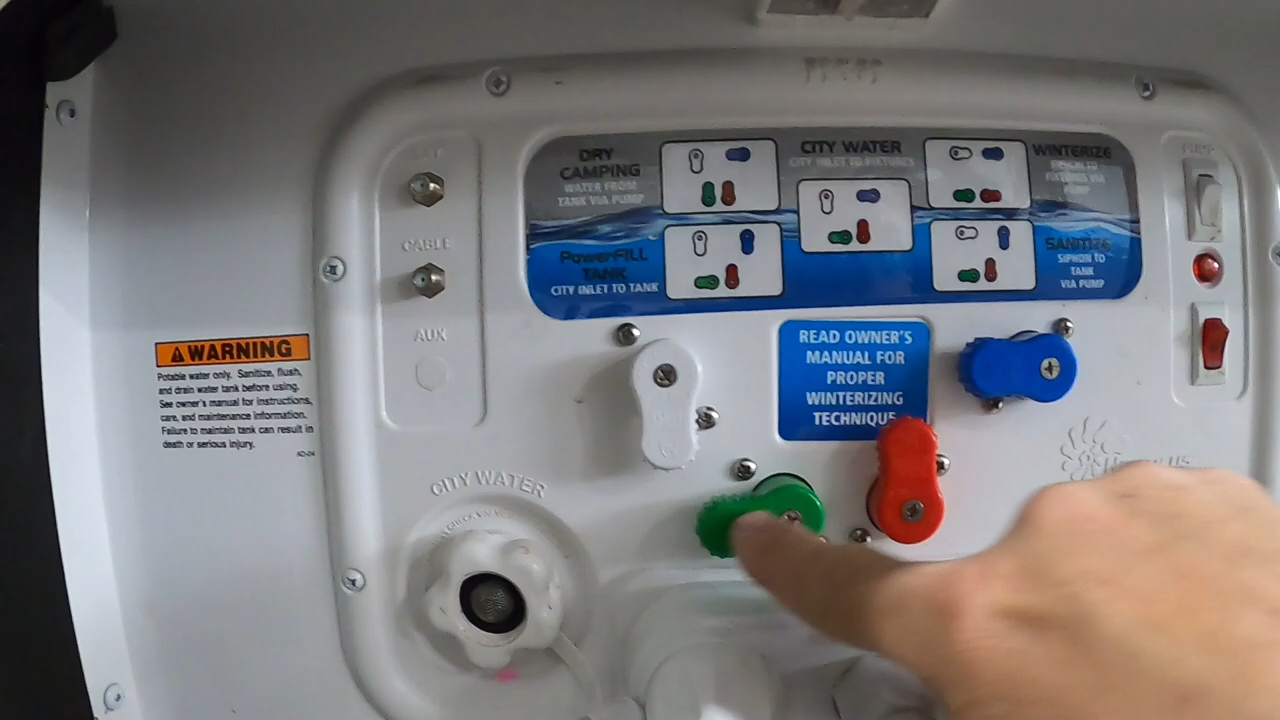 DRY
CAMPING
WATER FROM
TANK VIA PUMP
CITY WATER
CITY INLET TO FIXTURES
WINTERIZE
SIPHON TO
FIXTURES VIA
PUMP
PowerFILL
TANK
CITY INLET TO TANK
SANITIZE
SIPHON TO
TANK
VIA PUMP
CABLE
AUX
WARNING
Potable water only. Sanitize, flush,
and drain water tank before using.
See owner's manual for instructions,
care, and maintenance information.
Failure to maintain tank can result in
death or serious injury.
READ OWNER'S
MANUAL FOR
PROPER
WINTERIZING
TECHNIQUE
CITY WATER
PUMP